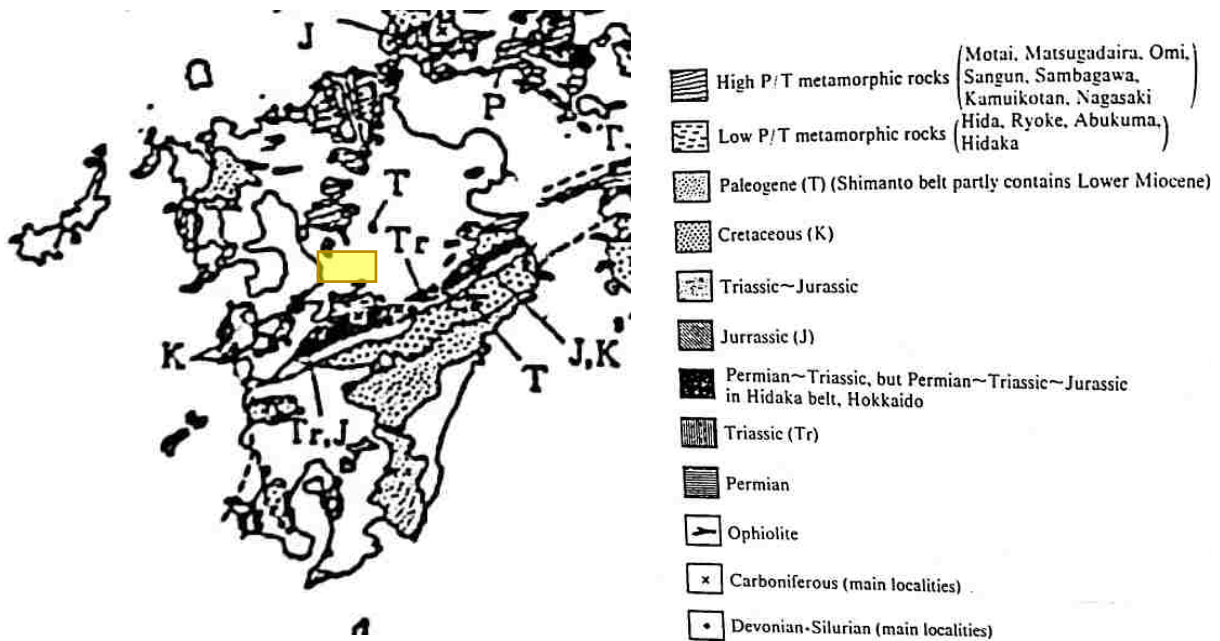 J
P
T
T
Tr
K
J,K
T
Tr,J
High P/T metamorphic rocks (Motai, Matsugadaira, Omi,
Sangun, Sambagawa,
Kamuikotan, Nagasaki)
Low P/T metamorphic rocks (Hida, Ryoke, Abukuma,
Hidaka)
Paleogene (T) (Shimanto belt partly contains Lower Miocene)
Cretaceous (K)
Triassic~Jurassic
Jurrassic (J)
Permian~Triassic, but Permian~Triassic~Jurassic
in Hidaka belt, Hokkaido
Triassic (Tr)
Permian
Ophiolite
Carboniferous (main localities)
Devonian-Silurian (main localities)